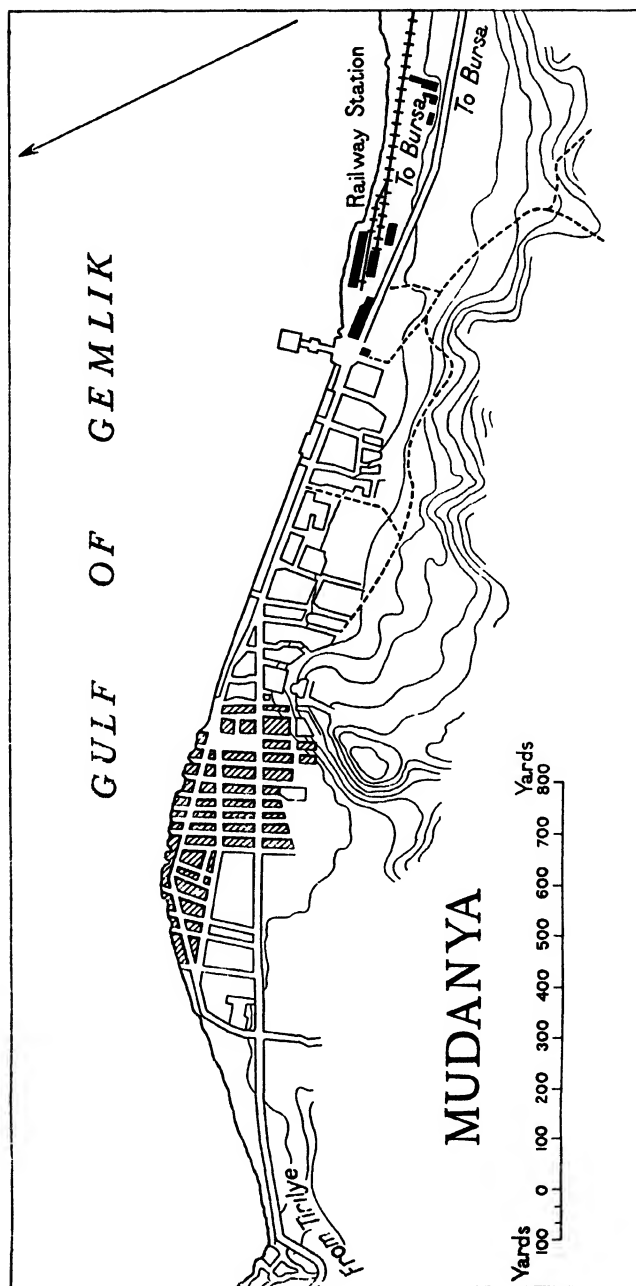 GULF OF GEMLIK
Railway Station
To Bursa
To Bursa
From Tirilye
MUDANYA
Yards 100 0 100 200 300 400 500 600 700 800 Yards